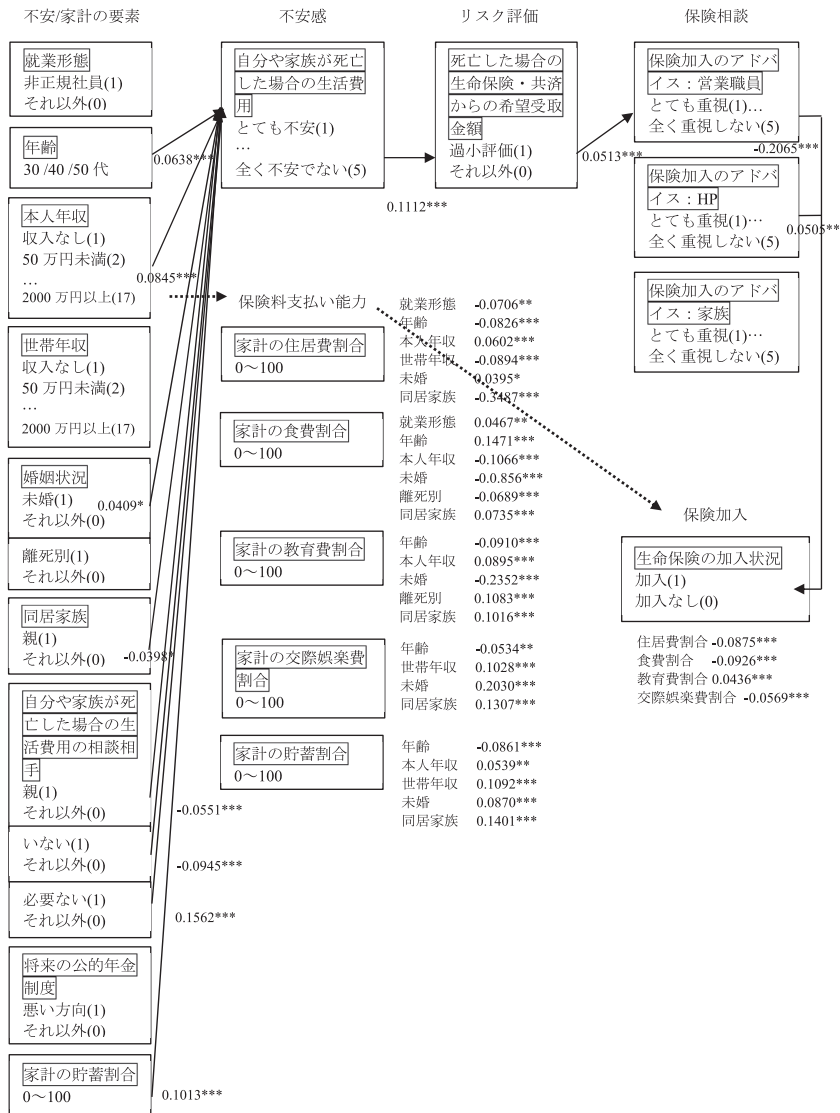 不安/家計の要素
不安感
リスク評価
保険相談
就業形態
非正規社員(1)
それ以外(0)
年齢
30 /40 /50 代
0.0638***
本人年収
収入なし(1)
50 万円未満(2)
…
2000 万円以上(17)
0.0845***
世帯年収
収入なし(1)
50 万円未満(2)
…
2000 万円以上(17)
婚姻状況
未婚(1)
それ以外(0)
0.0409*
離死別(1)
それ以外(0)
同居家族
親(1)
それ以外(0)
-0.0398*
自分や家族が死
亡した場合の生
活費用の相談相
手
親(1)
それ以外(0)
-0.0551***
いない(1)
それ以外(0)
-0.0945***
必要ない(1)
それ以外(0)
0.1562***
将来の公的年金
制度
悪い方向(1)
それ以外(0)
家計の貯蓄割合
0～100
0.1013***
自分や家族が死亡
した場合の生活費
用
とても不安(1)
…
全く不安でない(5)
0.1112***
保険料支払い能力
家計の住居費割合
0～100
家計の食費割合
0～100
家計の教育費割合
0～100
家計の交際娯楽費
割合
0～100
家計の貯蓄割合
0～100
死亡した場合の
生命保険・共済
からの希望受取
金額
過小評価(1)
それ以外(0)
0.0513***
就業形態 -0.0706**
年齢 -0.0826***
本人年収 0.0602***
世帯年収 -0.0894***
未婚 0.0395*
同居家族 -0.3487***
就業形態 0.0467**
年齢 0.1471***
本人年収 -0.1066***
未婚 -0.0.856***
離死別 -0.0689***
同居家族 0.0735***
年齢 -0.0910***
本人年収 0.0895***
未婚 -0.2352***
離死別 0.1083***
同居家族 0.1016***
年齢 -0.0534**
世帯年収 0.1028***
未婚 0.2030***
同居家族 0.1307***
年齢 -0.0861***
本人年収 0.0539**
世帯年収 0.1092***
未婚 0.0870***
同居家族 0.1401***
保険加入のアドバ
イス：営業職員
とても重視(1)…
全く重視しない(5)
-0.2065***
保険加入のアドバ
イス：HP
とても重視(1)…
全く重視しない(5)
0.0505**
保険加入のアドバ
イス：家族
とても重視(1)…
全く重視しない(5)
保険加入
生命保険の加入状況
加入(1)
加入なし(0)
住居費割合 -0.0875***
食費割合 -0.0926***
教育費割合 0.0436***
交際娯楽費割合 -0.0569***